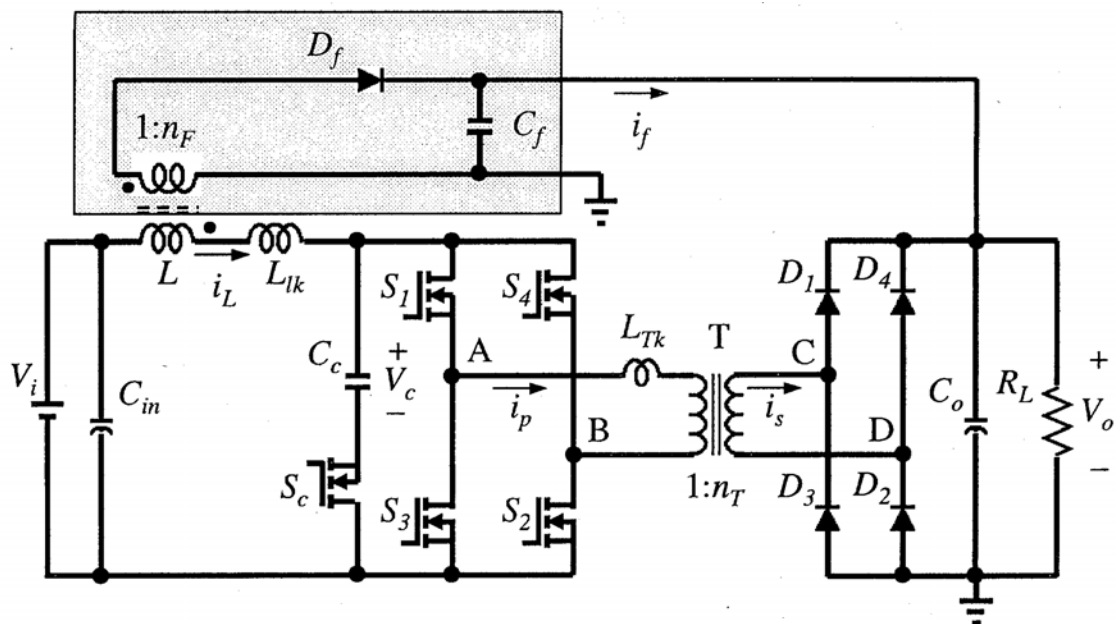 D_f
1:n_F
C_f
i_f
L
i_L
L_lk
S_1
S_4
D_1
D_4
V_i
C_in
C_c
+
V_c
−
A
i_p
L_Tk
T
i_s
C
B
D
C_o
R_L
+
V_o
−
S_c
S_3
S_2
1:n_T
D_3
D_2